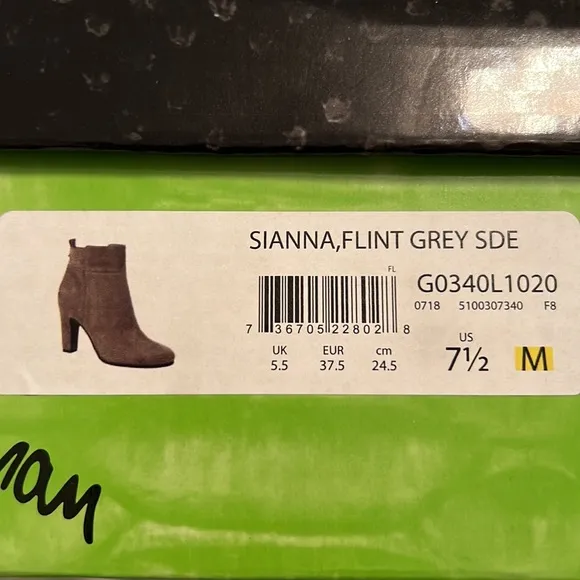 SIANNA,FLINT GREY SDE
FL
G0340L1020
0718 5100307340 F8
7 36705 22802 8
UK EUR cm US
5.5 37.5 24.5 7½ M